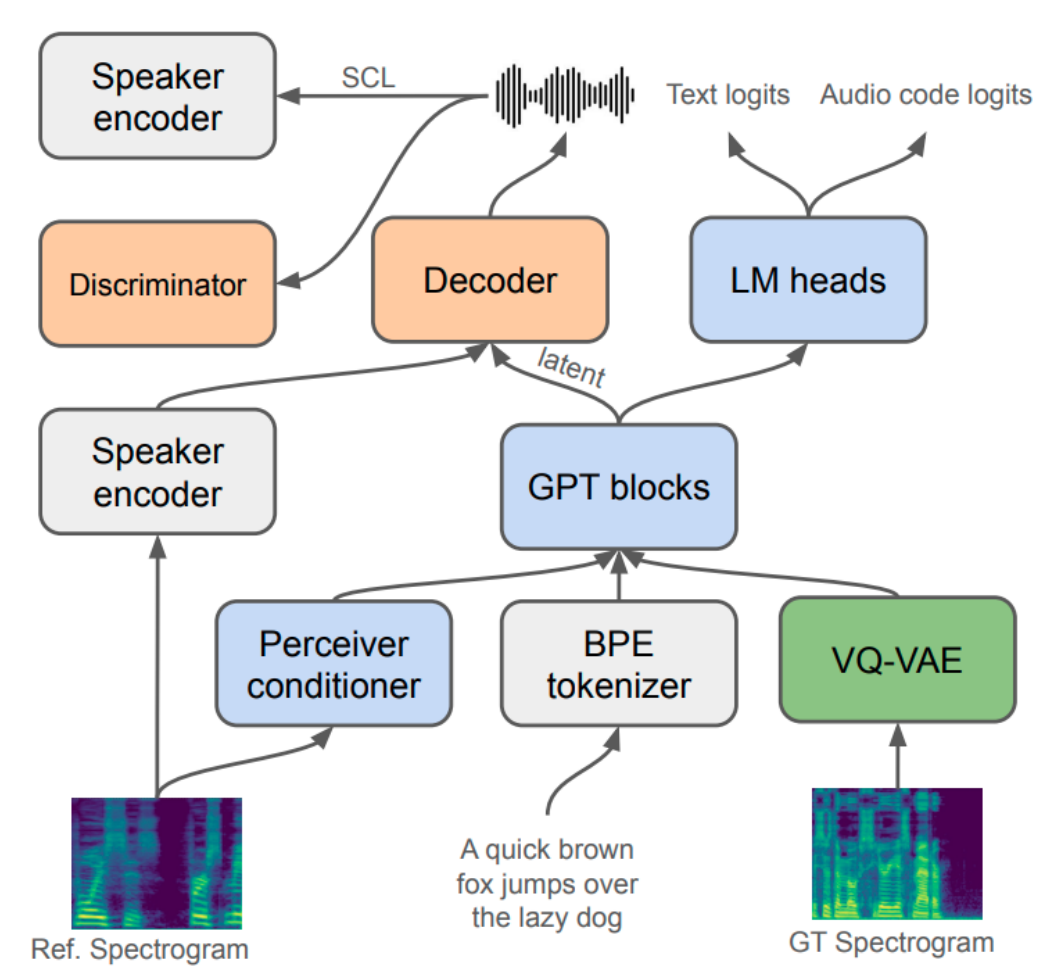 Speaker
encoder
SCL
Text logits
Audio code logits
Discriminator
Decoder
LM heads
latent
Speaker
encoder
GPT blocks
Perceiver
conditioner
BPE
tokenizer
VQ-VAE
A quick brown
fox jumps over
the lazy dog
Ref. Spectrogram
GT Spectrogram